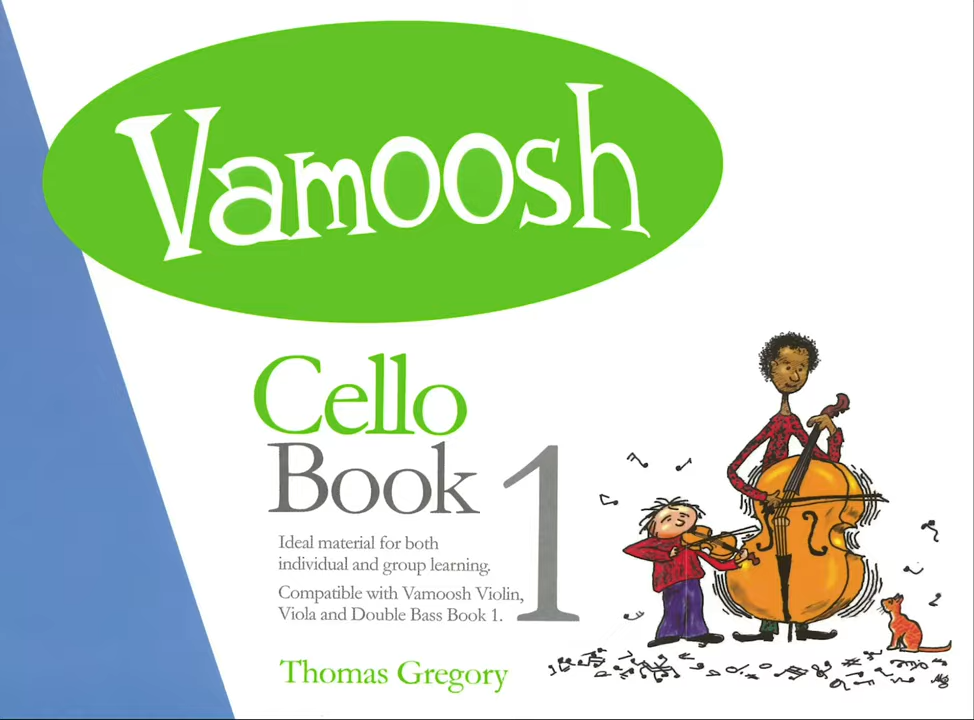 Vamoosh
Cello
Book 1
Ideal material for both
individual and group learning.
Compatible with Vamoosh Violin,
Viola and Double Bass Book 1.
Thomas Gregory